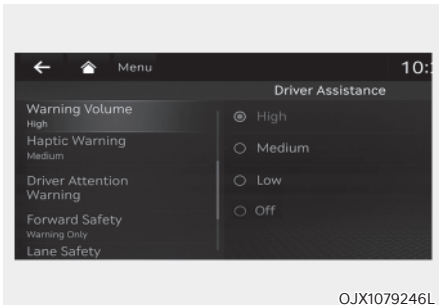 Menu
10:
Driver Assistance
Warning Volume
High
Haptic Warning
Medium
Driver Attention
Warning
Forward Safety
Warning Only
Lane Safety
High
Medium
Low
Off
OJX1079246L